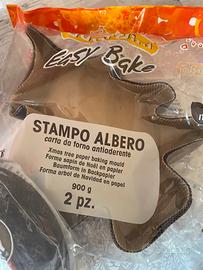 EASY Bake
STAMPO ALBERO
carta da forno antiaderente
Xmas tree paper baking mould
Forme sapin de Noël en papier
Baumform in Backpapier
Forma arbol de Navidad en papel
900 g
2 pz.